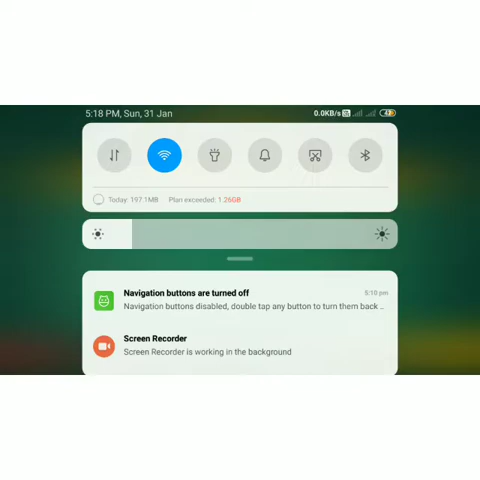 5:18 PM, Sun, 31 Jan 0.0KB/s
Today: 197.1MB Plan exceeded: 1.26GB
Navigation buttons are turned off 5:10 pm
Navigation buttons disabled, double tap any button to turn them back ..
Screen Recorder
Screen Recorder is working in the background